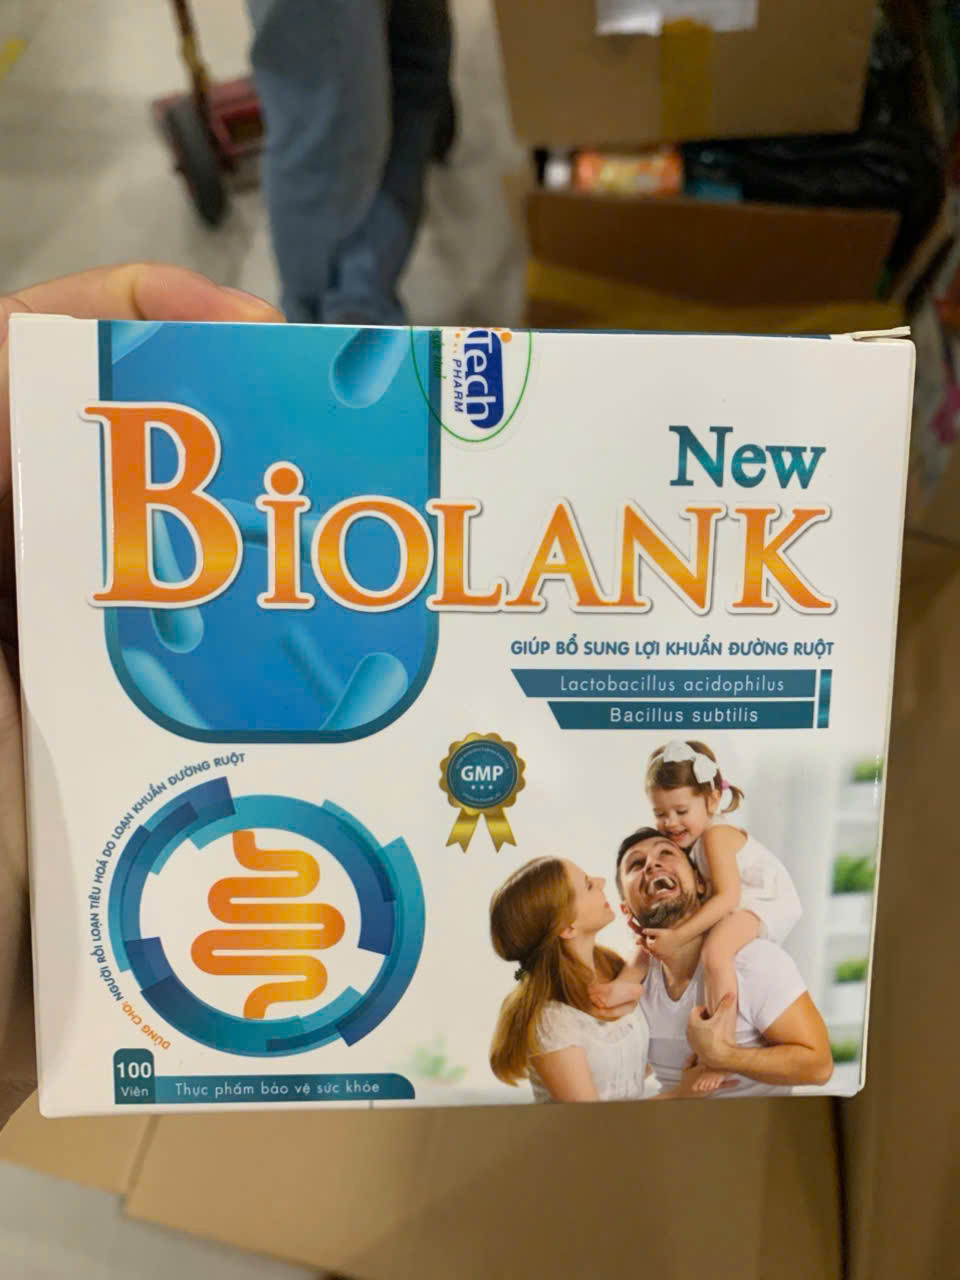 Tech
PHARM
New
BIOLANK
GIÚP BỔ SUNG LỢI KHUẨN ĐƯỜNG RUỘT
Lactobacillus acidophilus
Bacillus subtilis
GMP
DÙNG CHO: NGƯỜI RỐI LOẠN TIÊU HOÁ DO LOẠN KHUẨN ĐƯỜNG RUỘT
100
Viên
Thực phẩm bảo vệ sức khỏe